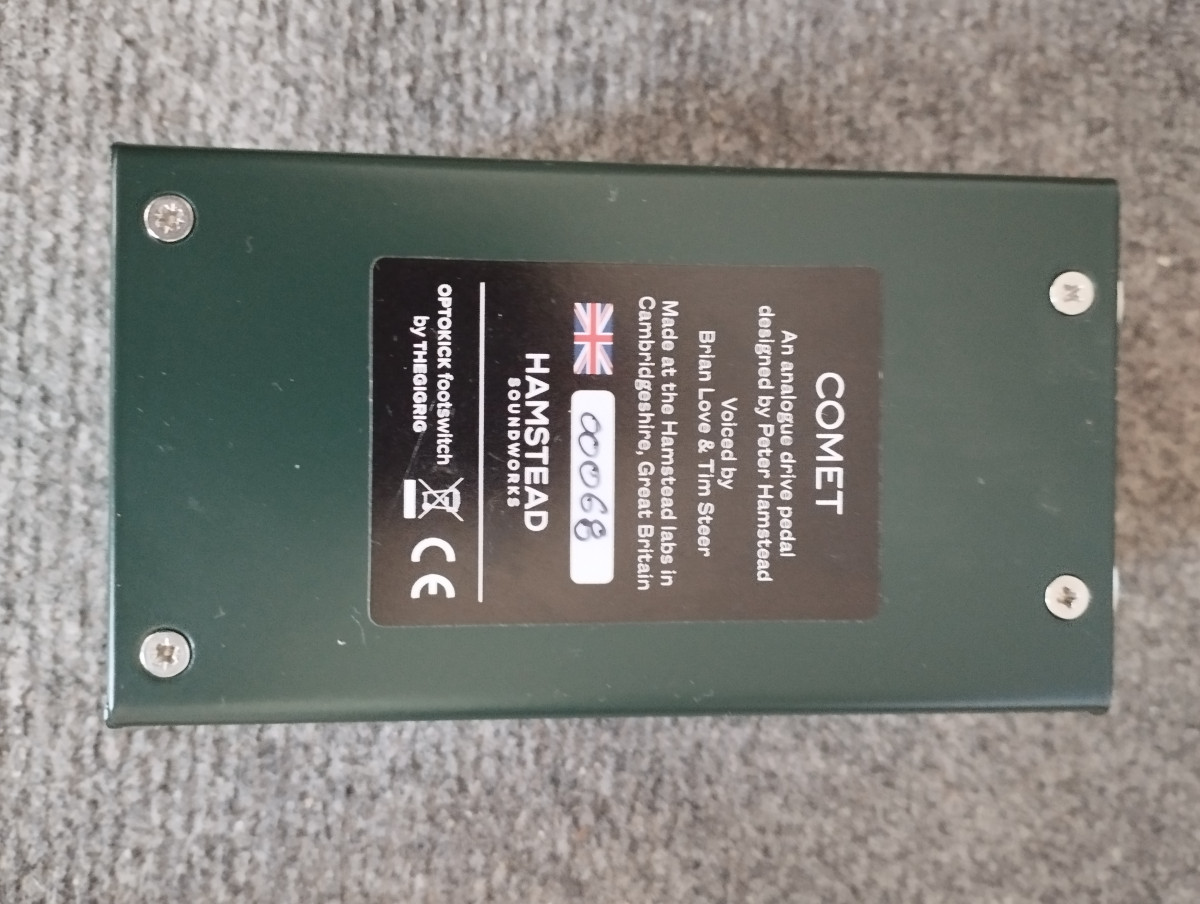 COMET
An analogue drive pedal
designed by Peter Hamstead
Voiced by
Brian Love & Tim Steer
Made at the Hamstead labs in
Cambridgeshire, Great Britain
00068
HAMSTEAD
SOUNDWORKS
OPTOKICK footswitch
by THEGIGRIG
CE